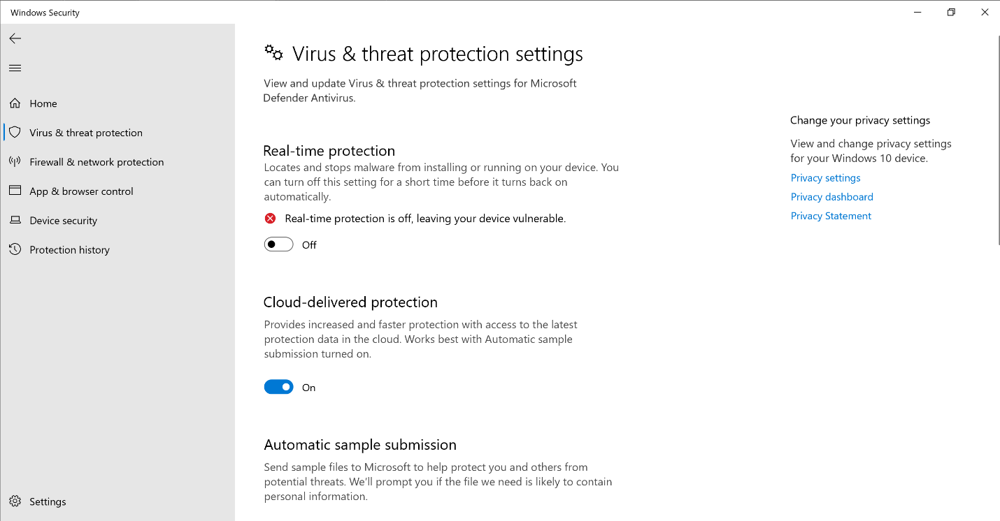 Windows Security
Home
Virus & threat protection
Firewall & network protection
App & browser control
Device security
Protection history
Settings
Virus & threat protection settings
View and update Virus & threat protection settings for Microsoft
Defender Antivirus.
Real-time protection
Locates and stops malware from installing or running on your device. You
can turn off this setting for a short time before it turns back on
automatically.
Real-time protection is off, leaving your device vulnerable.
Off
Cloud-delivered protection
Provides increased and faster protection with access to the latest
protection data in the cloud. Works best with Automatic sample
submission turned on.
On
Automatic sample submission
Send sample files to Microsoft to help protect you and others from
potential threats. We'll prompt you if the file we need is likely to contain
personal information.
Change your privacy settings
View and change privacy settings
for your Windows 10 device.
Privacy settings
Privacy dashboard
Privacy Statement